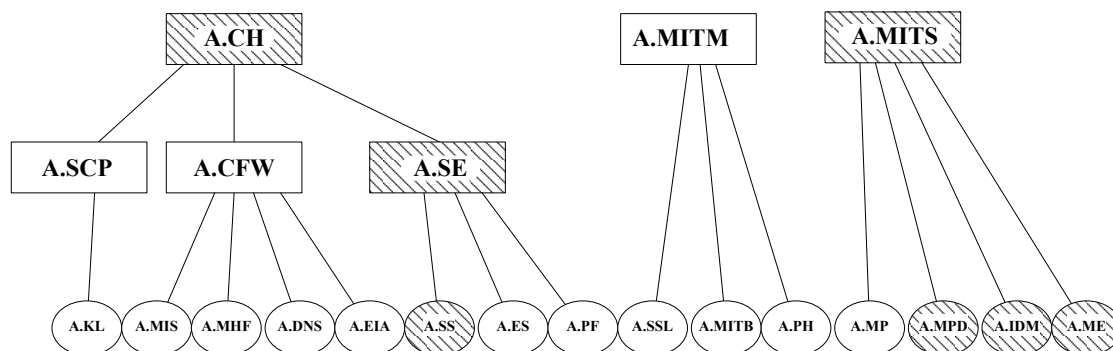 A.CH
A.MITM
A.MITS
A.SCP
A.CFW
A.SE
A.KL
A.MIS
A.MHF
A.DNS
A.EIA
A.SS
A.ES
A.PF
A.SSL
A.MITB
A.PH
A.MP
A.MPD
A.IDM
A.ME